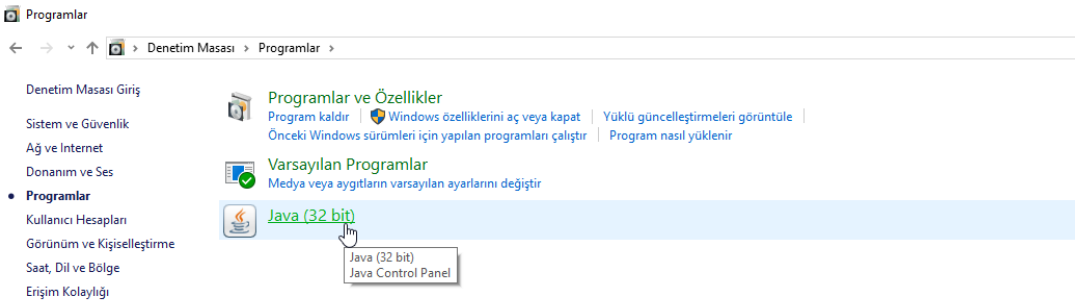 Programlar
Denetim Masası > Programlar >
Denetim Masası Giriş
Sistem ve Güvenlik
Ağ ve Internet
Donanım ve Ses
Programlar
Kullanıcı Hesapları
Görünüm ve Kişiselleştirme
Saat, Dil ve Bölge
Erişim Kolaylığı
Programlar ve Özellikler
Program kaldır | Windows özelliklerini aç veya kapat | Yüklü güncelleştirmeleri görüntüle |
Önceki Windows sürümleri için yapılan programları çalıştır | Program nasıl yüklenir
Varsayılan Programlar
Medya veya aygıtların varsayılan ayarlarını değiştir
Java (32 bit)
Java (32 bit)
Java Control Panel